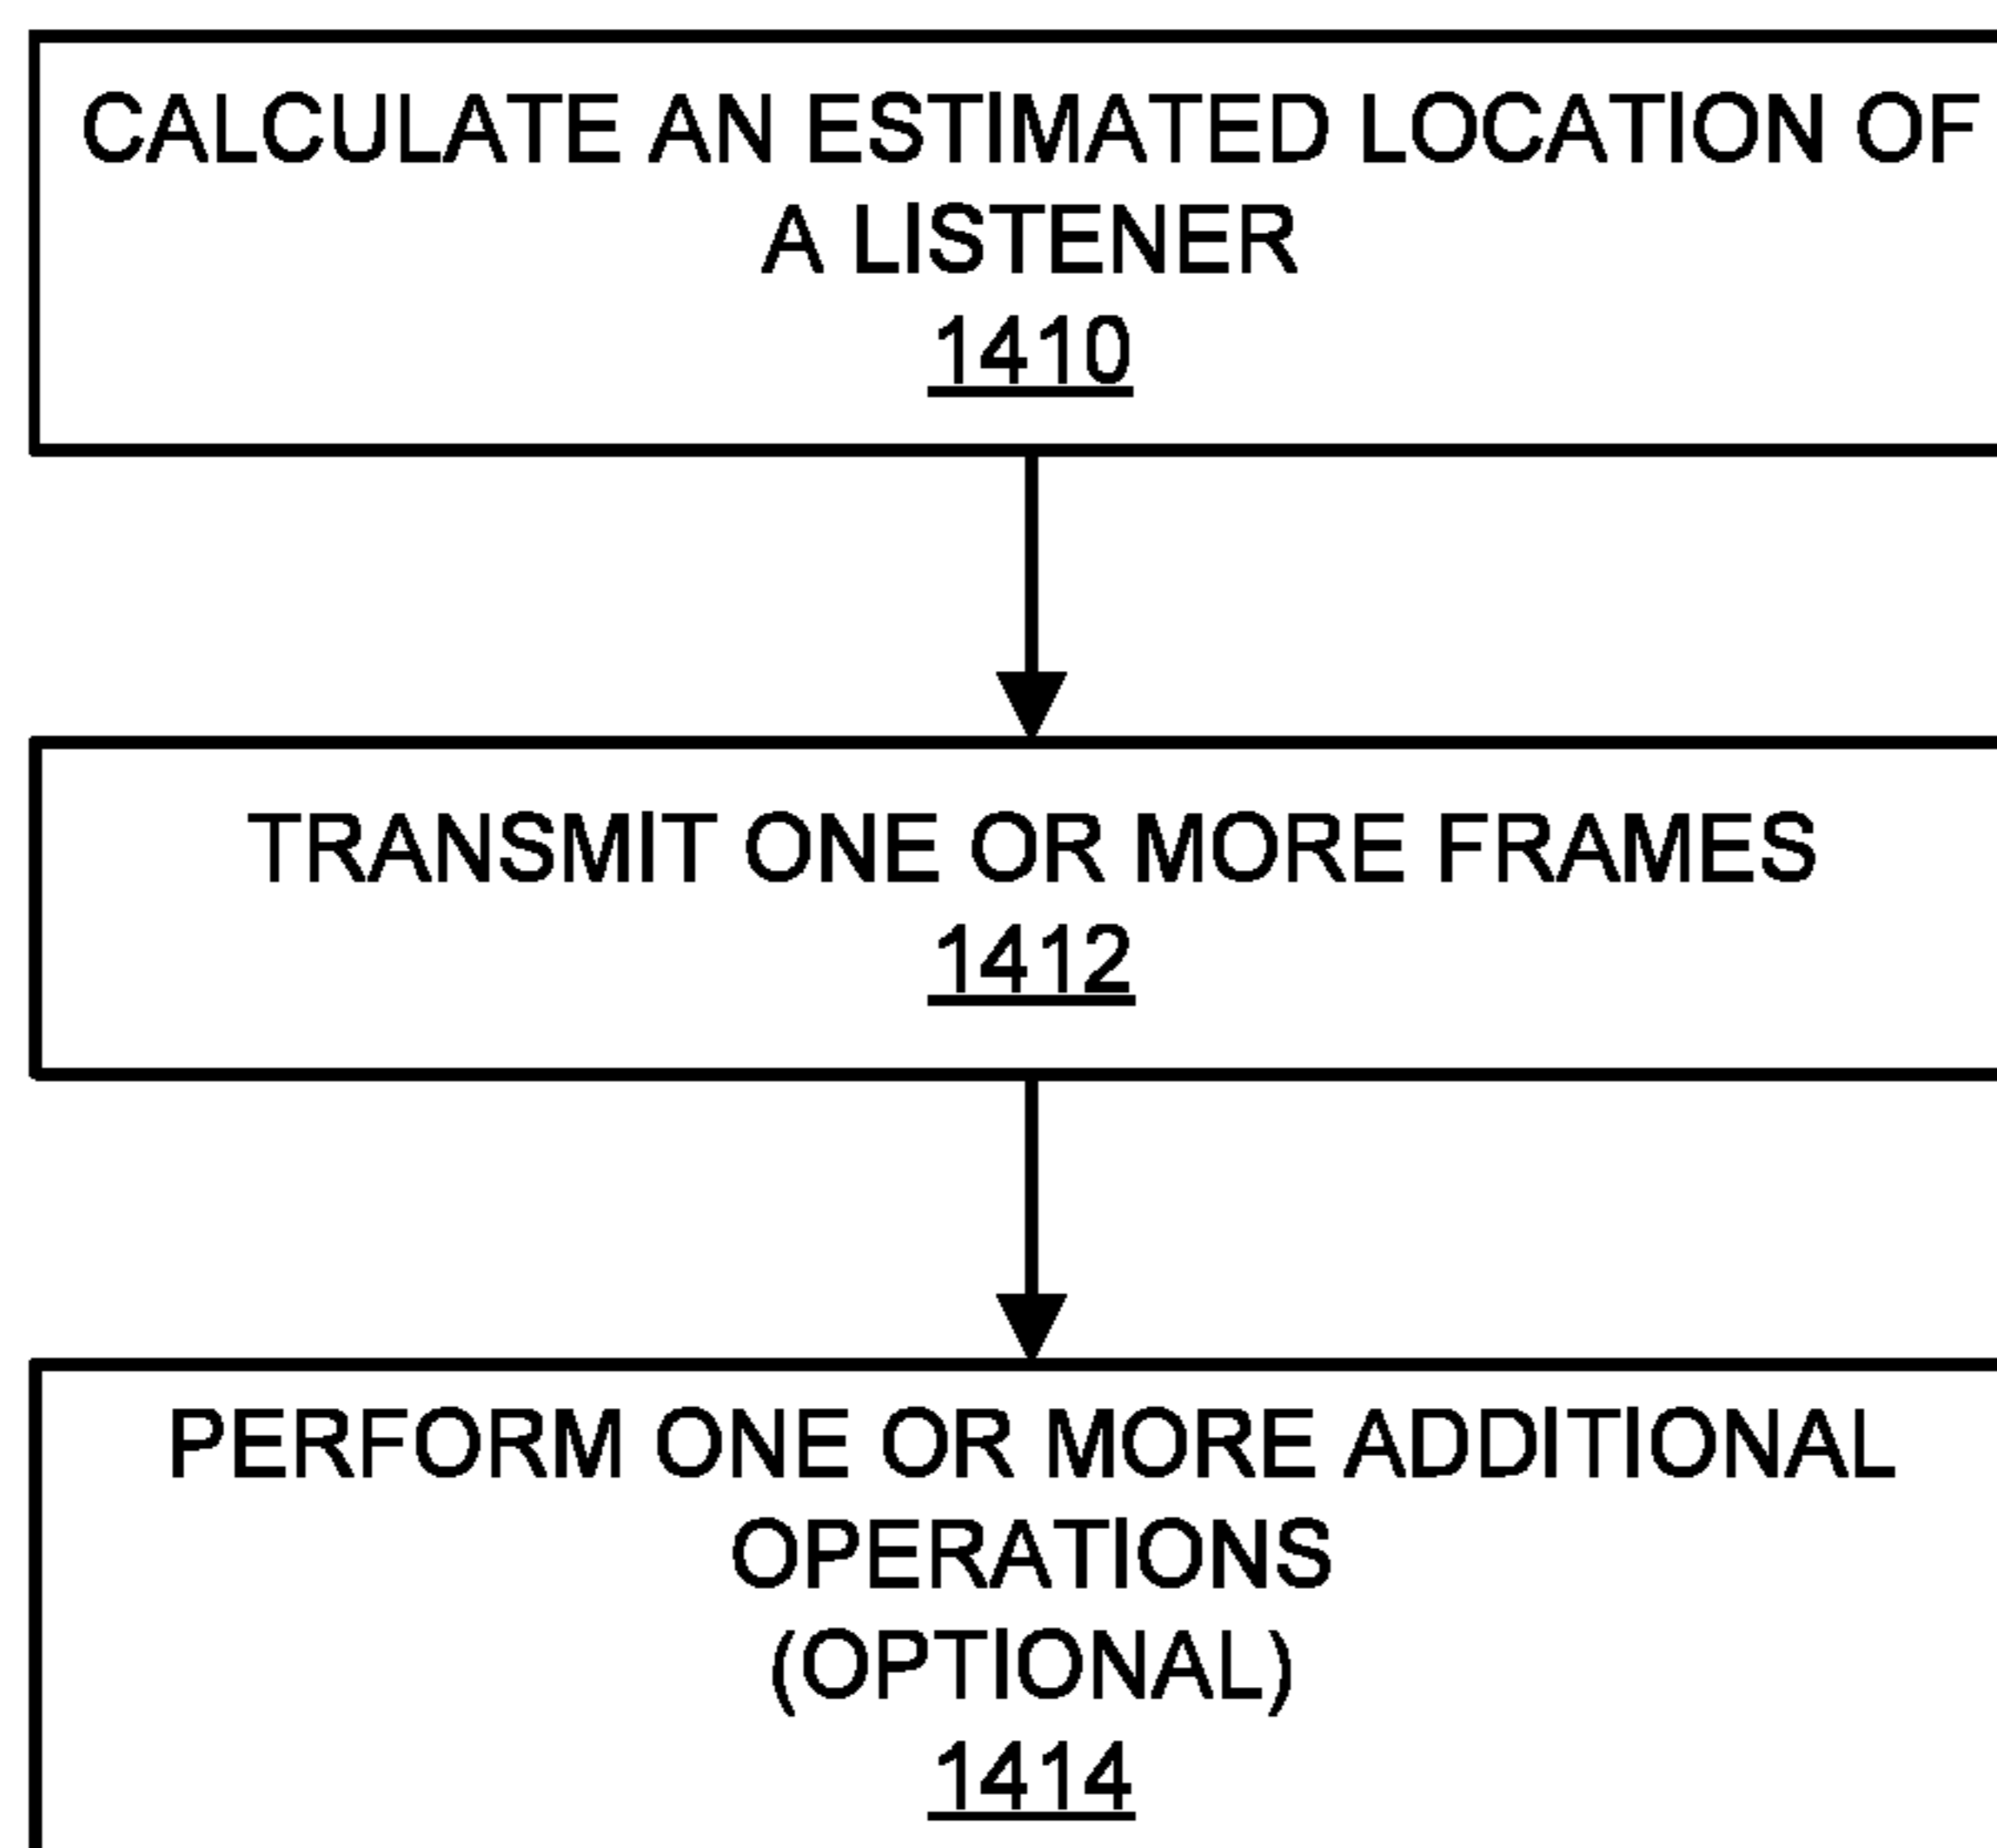 CALCULATE AN ESTIMATED LOCATION OF
A LISTENER
1410
TRANSMIT ONE OR MORE FRAMES
1412
PERFORM ONE OR MORE ADDITIONAL
OPERATIONS
(OPTIONAL)
1414